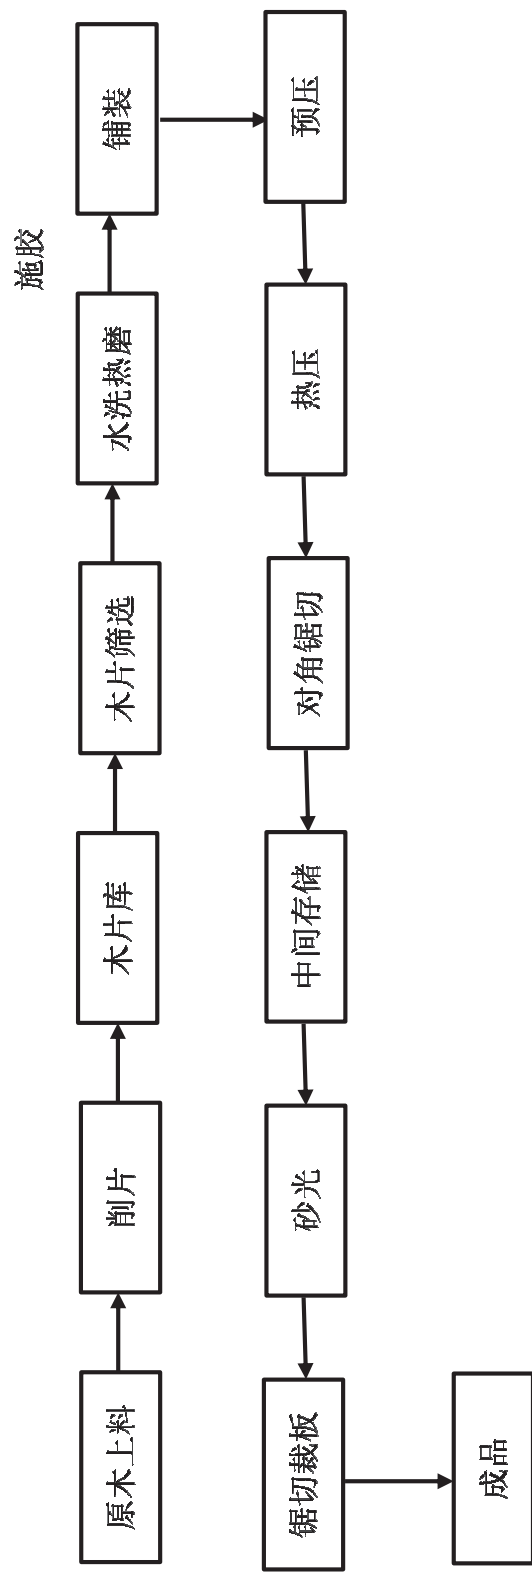 原木上料
削片
木片库
木片筛选
水洗热磨
施胶
铺装
预压
热压
对角锯切
中间存储
砂光
锯切裁板
成品